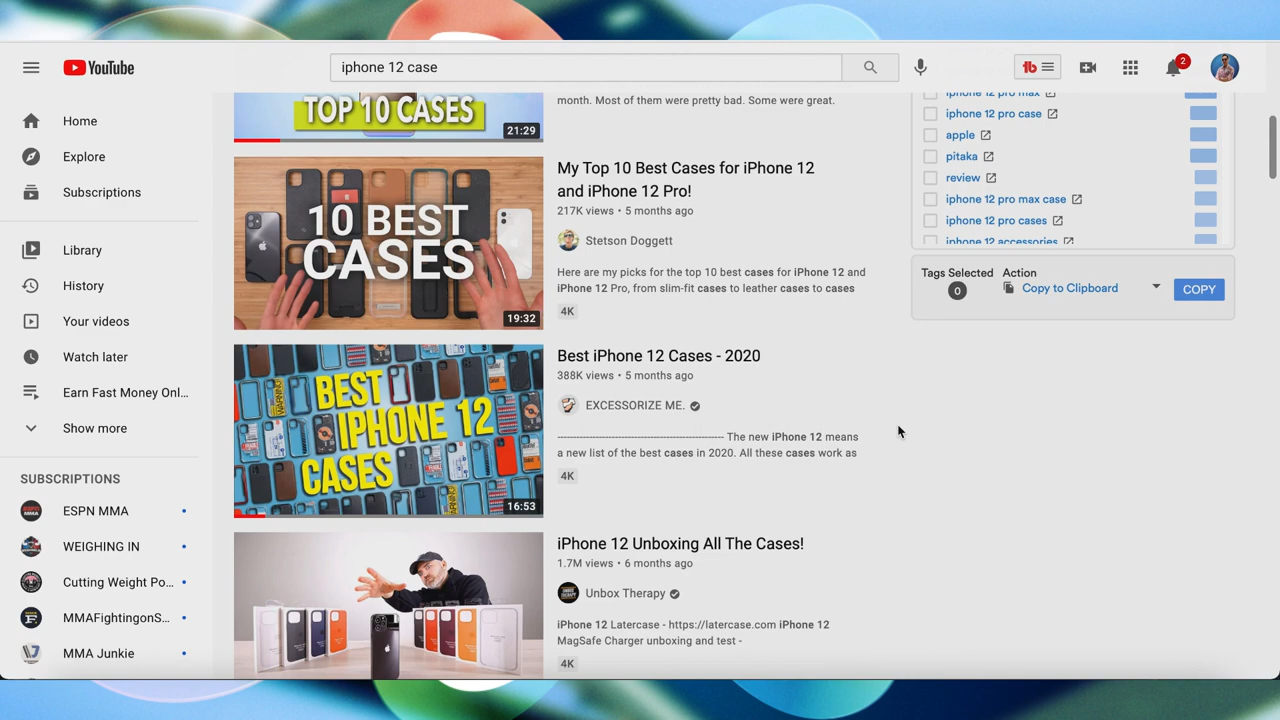 YouTube
iphone 12 case
tb
2
Home
Explore
Subscriptions
Library
History
Your videos
Watch later
Earn Fast Money Onl...
Show more
SUBSCRIPTIONS
ESPN MMA
WEIGHING IN
Cutting Weight Po...
MMAFightingonS...
MMA Junkie
TOP 10 CASES
21:29
month. Most of them were pretty bad. Some were great.
10 BEST
CASES
19:32
My Top 10 Best Cases for iPhone 12
and iPhone 12 Pro!
217K views • 5 months ago
Stetson Doggett
Here are my picks for the top 10 best cases for iPhone 12 and
iPhone 12 Pro, from slim-fit cases to leather cases to cases
4K
BEST
IPHONE 12
CASES
16:53
Best iPhone 12 Cases - 2020
388K views • 5 months ago
EXCESSORIZE ME.
------------------------------------------------ The new iPhone 12 means
a new list of the best cases in 2020. All these cases work as
4K
iPhone 12 Unboxing All The Cases!
1.7M views • 6 months ago
Unbox Therapy
iPhone 12 Latercase - https://latercase.com iPhone 12
MagSafe Charger unboxing and test -
4K
iphone 12 pro max
iphone 12 pro case
apple
pitaka
review
iphone 12 pro max case
iphone 12 pro cases
iphone 12 accessories
Tags Selected
0
Action
Copy to Clipboard
COPY